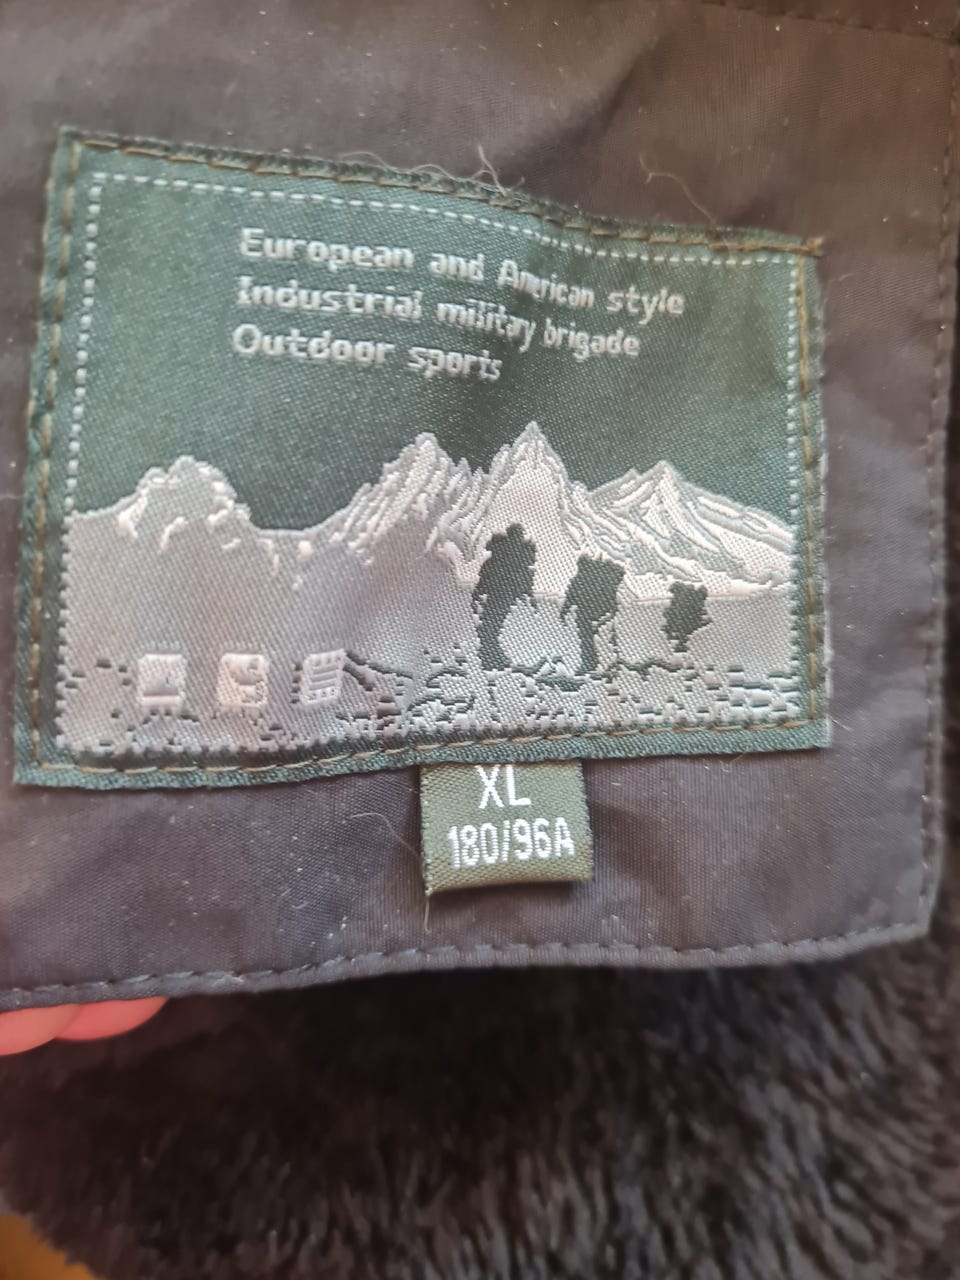 European and American style
Industrial military brigade
Outdoor sports
XL
180/96A